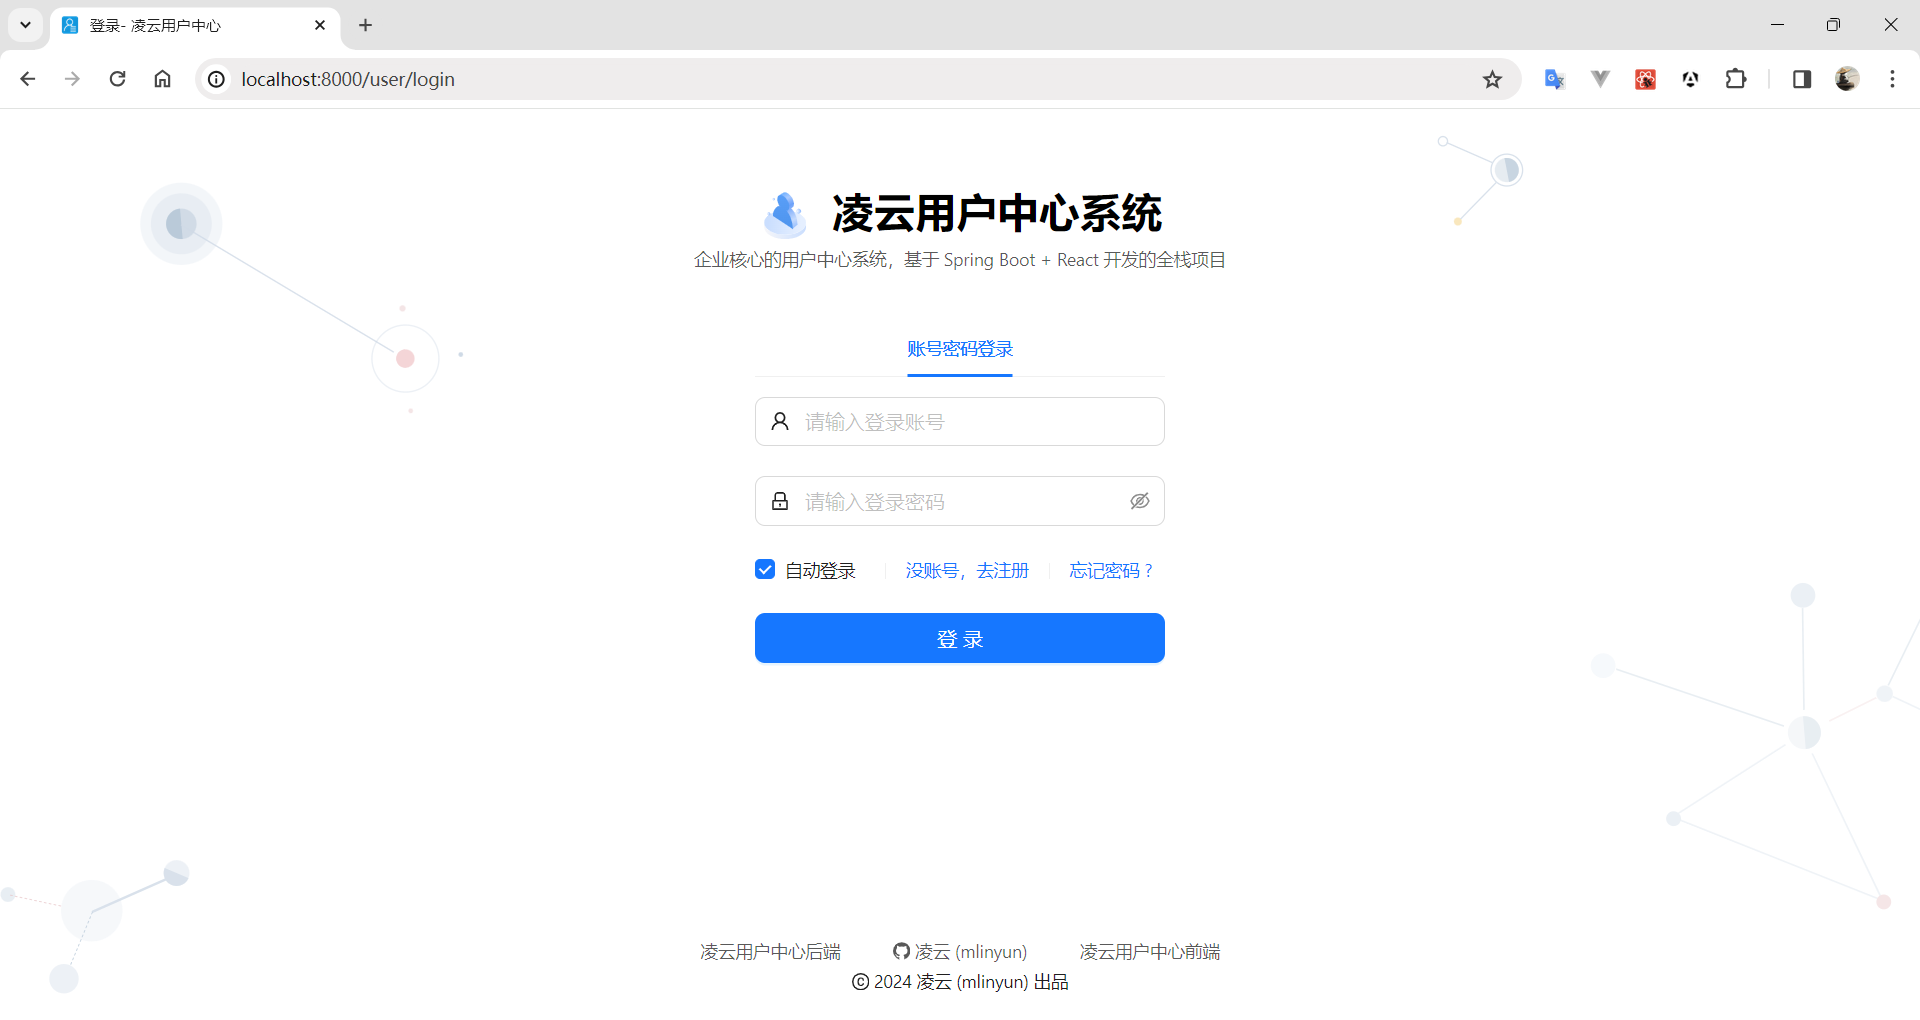 登录- 凌云用户中心
localhost:8000/user/login
凌云用户中心系统
企业核心的用户中心系统，基于 Spring Boot + React 开发的全栈项目
账号密码登录
请输入登录账号
请输入登录密码
自动登录 没账号，去注册 忘记密码 ?
登 录
凌云用户中心后端 凌云 (mlinyun) 凌云用户中心前端
© 2024 凌云 (mlinyun) 出品